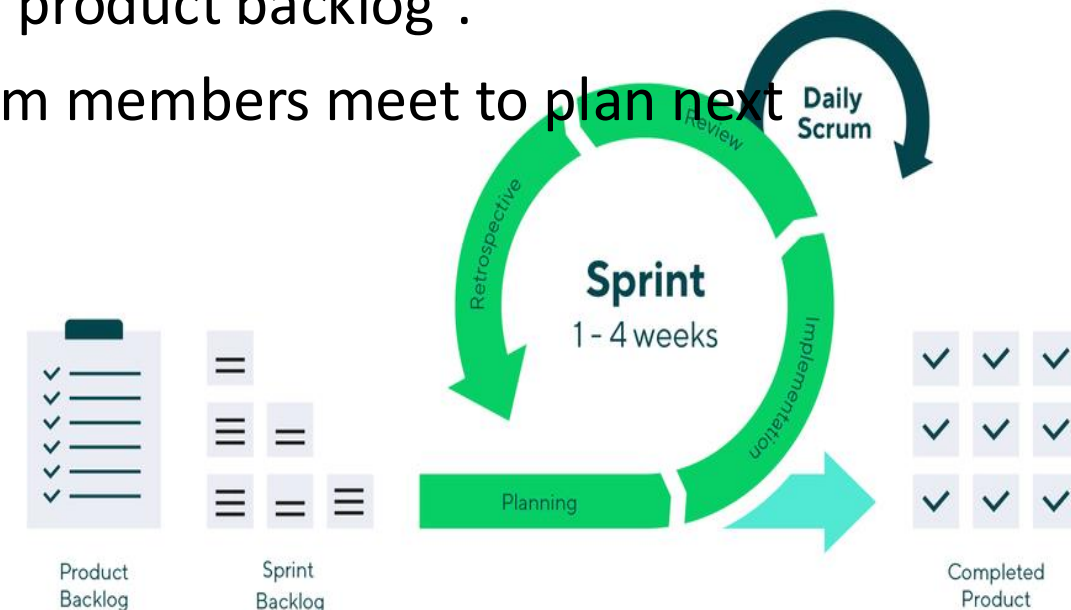 product backlog".
m members meet to plan next
Daily
Scrum
Review
Retrospective
Sprint
1 - 4 weeks
Implementation
Planning
Product
Backlog
Sprint
Backlog
Completed
Product